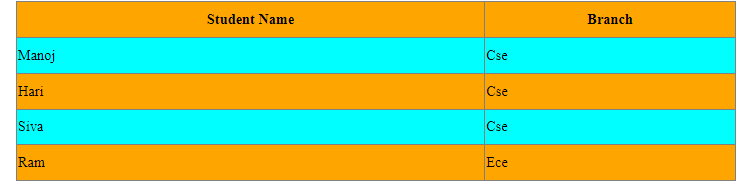 Student Name Branch
Manoj Cse
Hari Cse
Siva Cse
Ram Ece